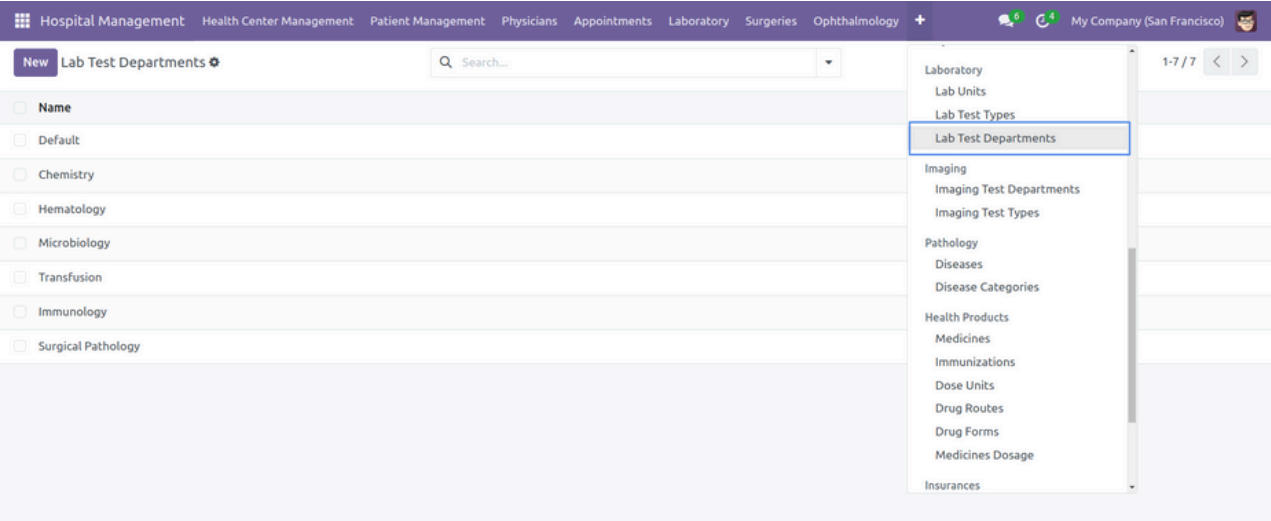 Hospital Management Health Center Management Patient Management Physicians Appointments Laboratory Surgeries Ophthalmology + 6 4 My Company (San Francisco)
New Lab Test Departments Search... 1-7 / 7
Name
Default
Chemistry
Hematology
Microbiology
Transfusion
Immunology
Surgical Pathology
Laboratory
Lab Units
Lab Test Types
Lab Test Departments
Imaging
Imaging Test Departments
Imaging Test Types
Pathology
Diseases
Disease Categories
Health Products
Medicines
Immunizations
Dose Units
Drug Routes
Drug Forms
Medicines Dosage
Insurances